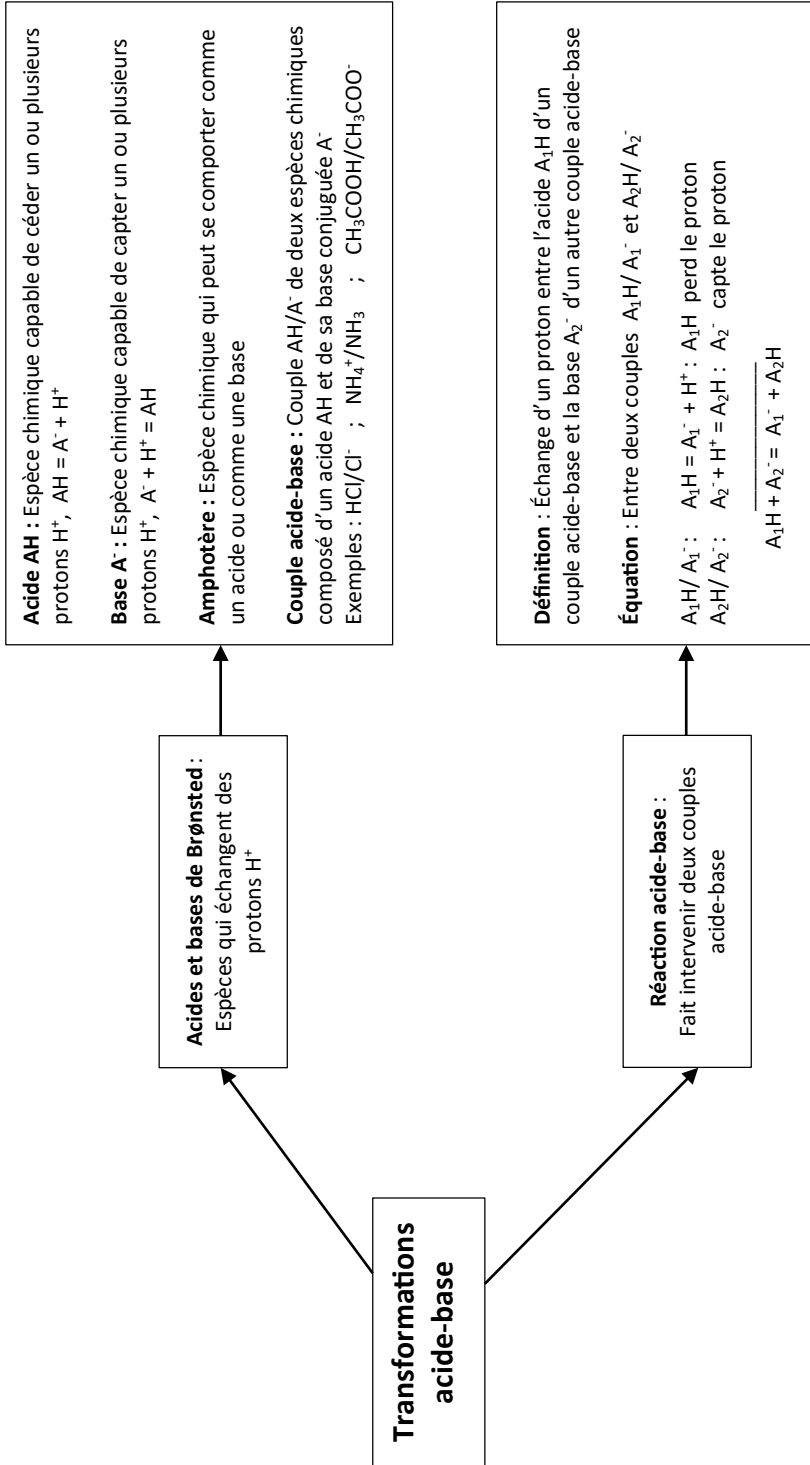 Transformations
acide-base
Acides et bases de Brønsted :
Espèces qui échangent des
protons H⁺
Acide AH : Espèce chimique capable de céder un ou plusieurs
protons H⁺, AH = A⁻ + H⁺
Base A⁻ : Espèce chimique capable de capter un ou plusieurs
protons H⁺, A⁻ + H⁺ = AH
Amphotère : Espèce chimique qui peut se comporter comme
un acide ou comme une base
Couple acide-base : Couple AH/A⁻ de deux espèces chimiques
composé d'un acide AH et de sa base conjuguée A⁻
Exemples : HCl/Cl⁻ ; NH₄⁺/NH₃ ; CH₃COOH/CH₃COO⁻
Réaction acide-base :
Fait intervenir deux couples
acide-base
Définition : Échange d'un proton entre l'acide A₁H d'un
couple acide-base et la base A₂⁻ d'un autre couple acide-base
Équation : Entre deux couples A₁H/ A₁⁻ et A₂H/ A₂⁻
A₁H/ A₁⁻ : A₁H = A₁⁻ + H⁺ : A₁H perd le proton
A₂H/ A₂⁻ : A₂⁻ + H⁺ = A₂H : A₂⁻ capte le proton
A₁H + A₂⁻ = A₁⁻ + A₂H